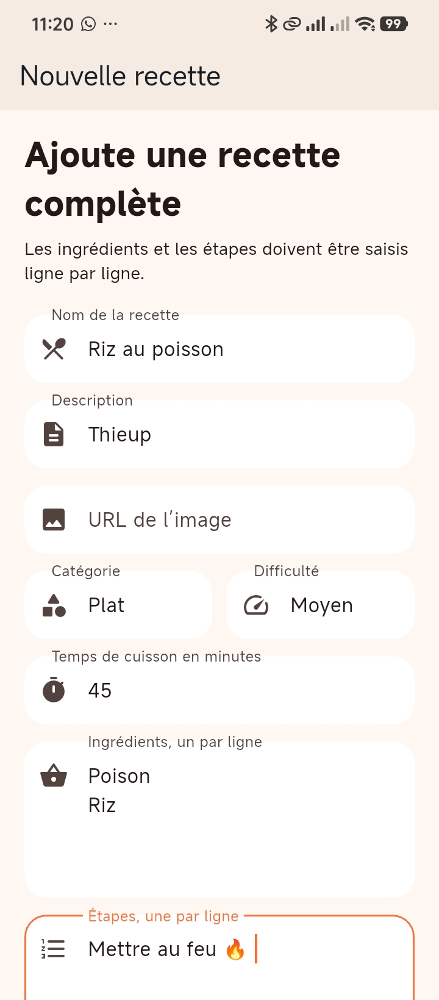 11:20
99
Nouvelle recette
Ajoute une recette
complète
Les ingrédients et les étapes doivent être saisis
ligne par ligne.
Nom de la recette
Riz au poisson
Description
Thieup
URL de l’image
Catégorie
Plat
Difficulté
Moyen
Temps de cuisson en minutes
45
Ingrédients, un par ligne
Poison
Riz
Étapes, une par ligne
Mettre au feu 🔥